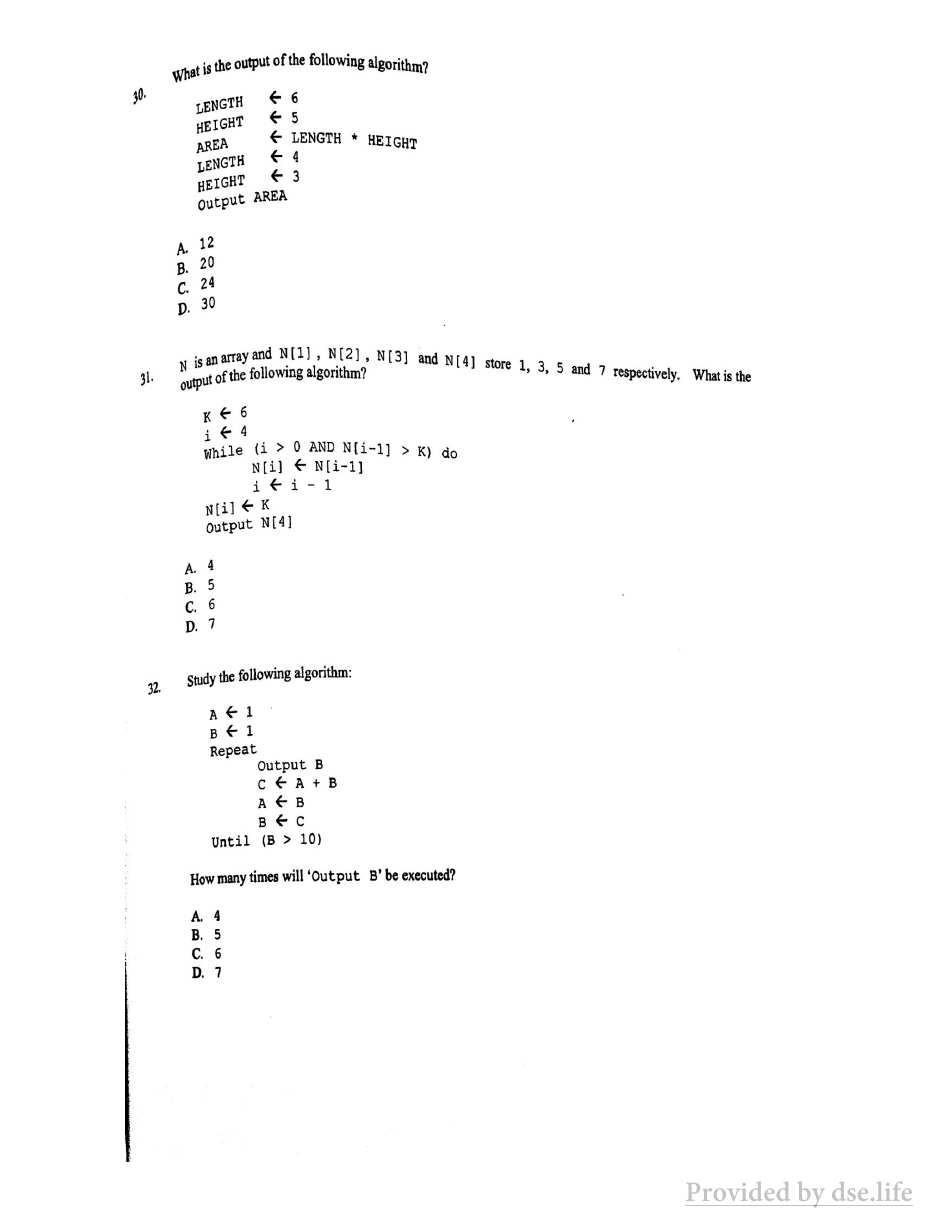 30. What is the output of the following algorithm?
LENGTH ← 6
HEIGHT ← 5
AREA ← LENGTH * HEIGHT
LENGTH ← 4
HEIGHT ← 3
Output AREA
A. 12
B. 20
C. 24
D. 30
31. N is an array and N[1], N[2], N[3] and N[4] store 1, 3, 5 and 7 respectively. What is the
output of the following algorithm?
K ← 6
i ← 4
While (i > 0 AND N[i-1] > K) do
N[i] ← N[i-1]
i ← i - 1
N[i] ← K
Output N[4]
A. 4
B. 5
C. 6
D. 7
32. Study the following algorithm:
A ← 1
B ← 1
Repeat
Output B
C ← A + B
A ← B
B ← C
Until (B > 10)
How many times will ‘Output B’ be executed?
A. 4
B. 5
C. 6
D. 7
Provided by dse.life